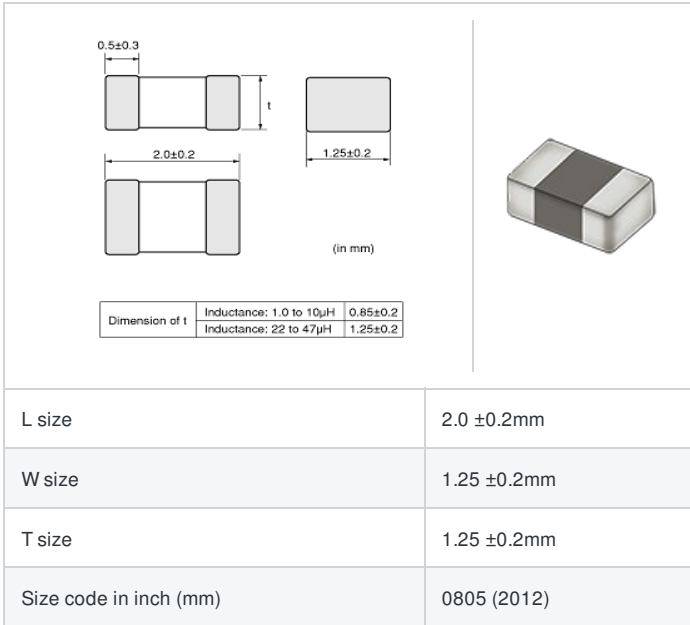 0.5±0.3
t
2.0±0.2
1.25±0.2
(in mm)
Dimension of t
Inductance: 1.0 to 10μH 0.85±0.2
Inductance: 22 to 47μH 1.25±0.2
L size 2.0 ±0.2mm
W size 1.25 ±0.2mm
T size 1.25 ±0.2mm
Size code in inch (mm) 0805 (2012)